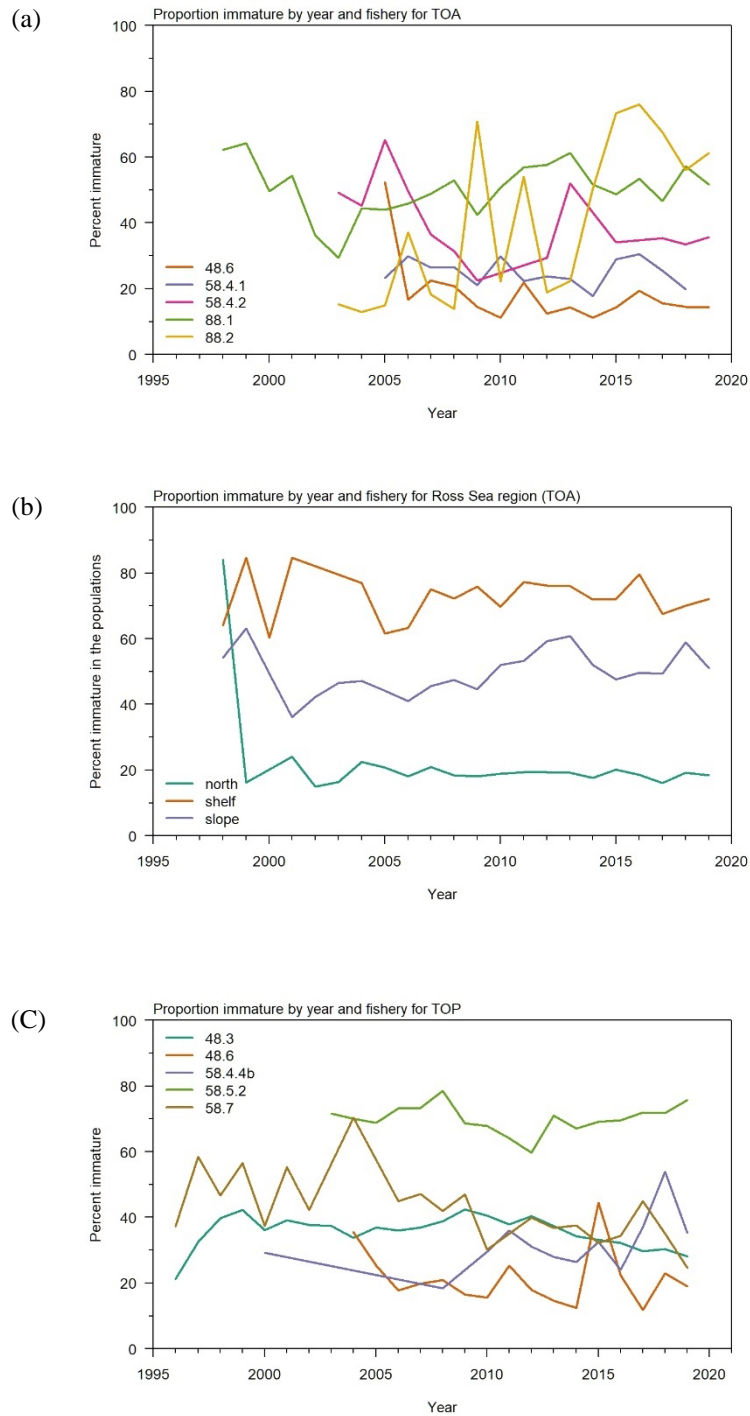 (a)
Proportion immature by year and fishery for TOA
100
80
60
40
20
0
Percent immature
48.6
58.4.1
58.4.2
88.1
88.2
1995 2000 2005 2010 2015 2020
Year
(b)
Proportion immature by year and fishery for Ross Sea region (TOA)
100
80
60
40
20
0
Percent immature in the populations
north
shelf
slope
1995 2000 2005 2010 2015 2020
Year
(C)
Proportion immature by year and fishery for TOP
100
80
60
40
20
0
Percent immature
48.3
48.6
58.4.4b
58.5.2
58.7
1995 2000 2005 2010 2015 2020
Year